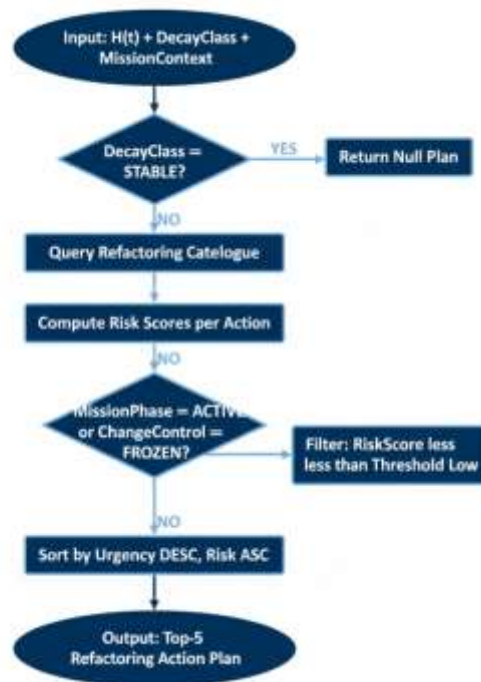 Input: H(t) + DecayClass +
MissionContext
DecayClass =
STABLE?
YES
Return Null Plan
NO
Query Refactoring Catelogue
Compute Risk Scores per Action
NO
MissionPhase = ACTIVE
or ChangeControl =
FROZEN?
Filter: RiskScore less
less than Threshold Low
NO
Sort by Urgency DESC, Risk ASC
Output: Top-5
Refactoring Action Plan